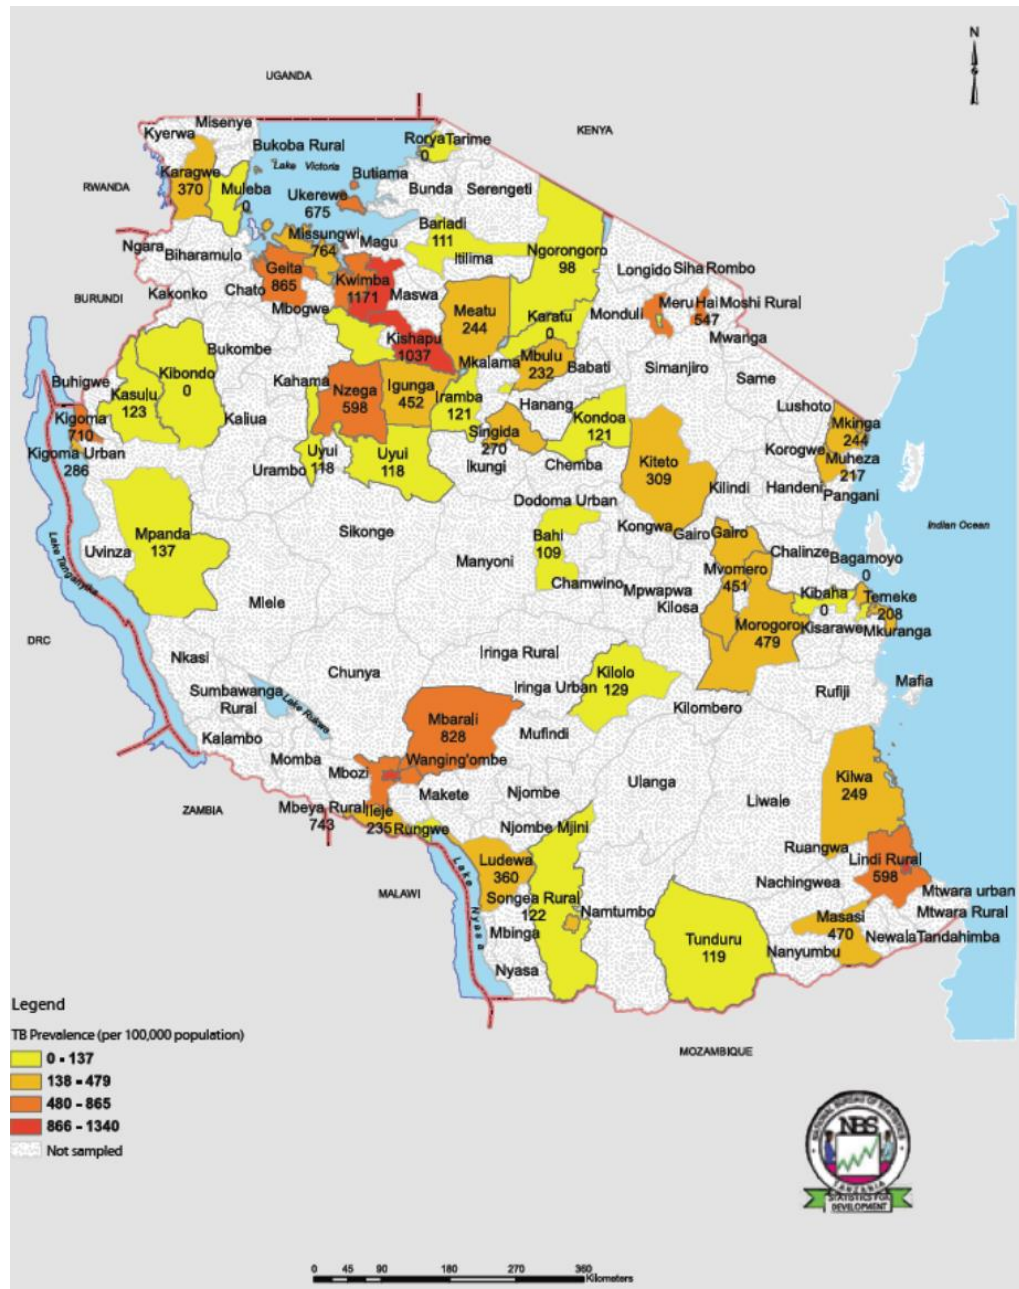 N
UGANDA
KENYA
Misenye
Kyerwa
Bukoba Rural
Rorya Tarime
0
Lake Victoria
Butiama
Karagwe
370
RWANDA
Muleba
0
Ukerewe
675
Bunda
Serengeti
Bariadi
111
Missungwi
764
Magu
Ngara
Biharamulo
Itilima
Ngorongoro
98
Geita
865
Kwimba
1171
Longido
Siha
Rombo
BURUNDI
Kakonko
Chato
Mbogwe
Maswa
Meatu
244
Karatu
0
Monduli
Meru
Hai
547
Moshi Rural
Kishapu
1037
Mwanga
Bukombe
Mkalama
Mbulu
232
Babati
Simanjiro
Same
Buhigwe
Kasulu
123
Kibondo
0
Kahama
Nzega
598
Igunga
452
Iramba
121
Hanang
Kondoa
121
Lushoto
Kigoma
710
Kaliua
Singida
270
Mkinga
244
Kigoma Urban
286
Uyui
118
Uyui
118
Urambo
Ikungi
Chemba
Kiteto
309
Korogwe
Muheza
217
Kilindi
Handeni
Pangani
Dodoma Urban
Mpanda
137
Sikonge
Bahi
109
Kongwa
Gairo
Gairo
Indian Ocean
Uvinza
Manyoni
Chalinze
Bagamoyo
0
Lake Tanganyika
Mvomero
451
Chamwino
Mpwapwa
Kibaha
0
Temeke
208
Mlele
Kilosa
Morogoro
479
Kisarawe
Mkuranga
DRC
Nkasi
Chunya
Iringa Rural
Kilolo
129
Iringa Urban
Mafia
Sumbawanga
Rural
Lake Rukwa
Rufiji
Kilombero
Mbarali
828
Kalambo
Mufindi
Momba
Mbozi
Wanging'ombe
Kilwa
249
Ulanga
Makete
Njombe
Liwale
ZAMBIA
Mbeya Rural
743
Ileje
235
Rungwe
Njombe Mjini
Ruangwa
Lindi Rural
598
Ludewa
360
MALAWI
Lake Nyasa
Nachingwea
Mtwara urban
Songea Rural
122
Namtumbo
Mtwara Rural
Masasi
470
Mbinga
Tunduru
119
Newala
Tandahimba
Nanyumbu
Nyasa
MOZAMBIQUE
Legend
TB Prevalence (per 100,000 population)
0 - 137
138 - 479
480 - 865
866 - 1340
Not sampled
NATIONAL BUREAU OF STATISTICS
NBS
TANZANIA
STATISTICS FOR
DEVELOPMENT
0 45 90 180 270 360
Kilometers